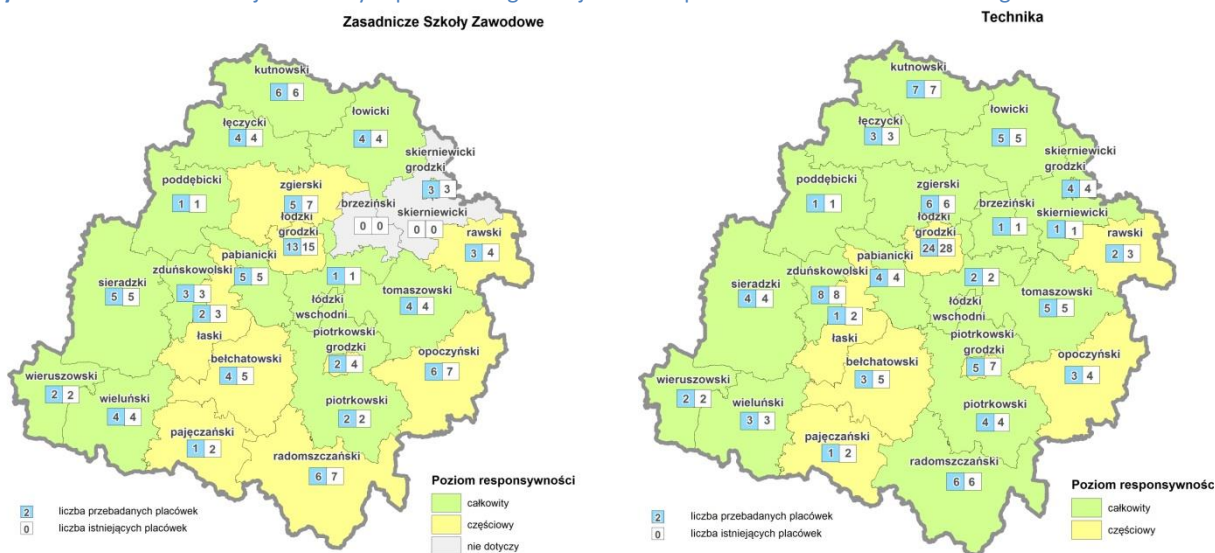 Zasadnicze Szkoły Zawodowe
kutnowski
6 6
łęczycki
4 4
łowicki
4 4
skierniewicki
grodzki
3 3
poddębicki
1 1
zgierski
5 7
brzeziński
0 0
skierniewicki
0 0
łódzki
grodzki
13 15
rawski
3 4
pabianicki
5 5
zduńskowolski
3 3
sieradzki
5 5
1 1
łódzki
wschodni
tomaszowski
4 4
2 3
łaski
piotrkowski
grodzki
2 4
opoczyński
6 7
bełchatowski
4 5
wieruszowski
2 2
wieluński
4 4
piotrkowski
2 2
pajęczański
1 2
radomszczański
6 7
2 liczba przebadanych placówek
0 liczba istniejących placówek
Poziom responsywności
całkowity
częściowy
nie dotyczy
Technika
kutnowski
7 7
łęczycki
3 3
łowicki
5 5
skierniewicki
grodzki
4 4
poddębicki
1 1
zgierski
6 6
brzeziński
1 1
skierniewicki
1 1
łódzki
grodzki
24 28
rawski
2 3
pabianicki
4 4
zduńskowolski
8 8
sieradzki
4 4
2 2
łódzki
wschodni
tomaszowski
5 5
1 2
łaski
piotrkowski
grodzki
5 7
opoczyński
3 4
bełchatowski
3 5
wieruszowski
2 2
wieluński
3 3
piotrkowski
4 4
pajęczański
1 2
radomszczański
6 6
2 liczba przebadanych placówek
0 liczba istniejących placówek
Poziom responsywności
całkowity
częściowy